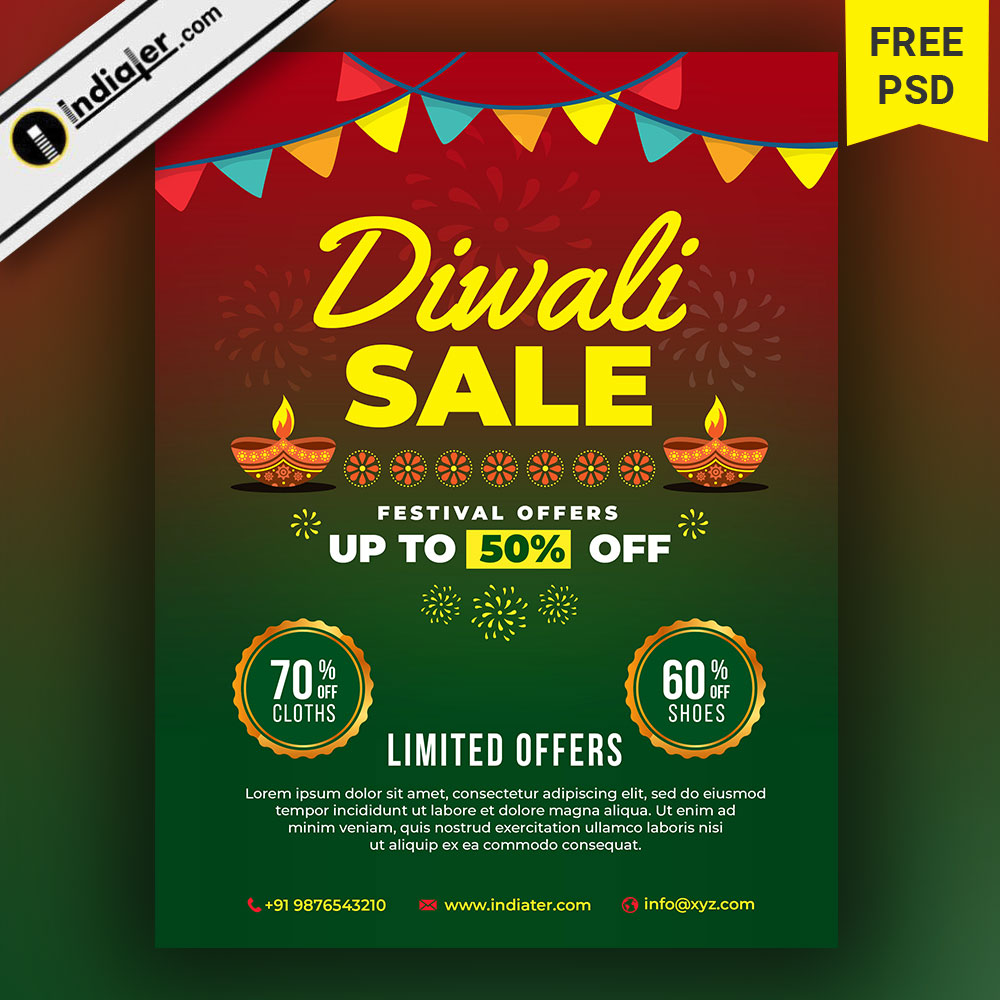 Indiater.com
FREE
PSD
Diwali
SALE
FESTIVAL OFFERS
UP TO 50% OFF
70% OFF
CLOTHS
60% OFF
SHOES
LIMITED OFFERS
Lorem ipsum dolor sit amet, consectetur adipiscing elit, sed do eiusmod
tempor incididunt ut labore et dolore magna aliqua. Ut enim ad
minim veniam, quis nostrud exercitation ullamco laboris nisi
ut aliquip ex ea commodo consequat.
+91 9876543210 www.indiater.com info@xyz.com